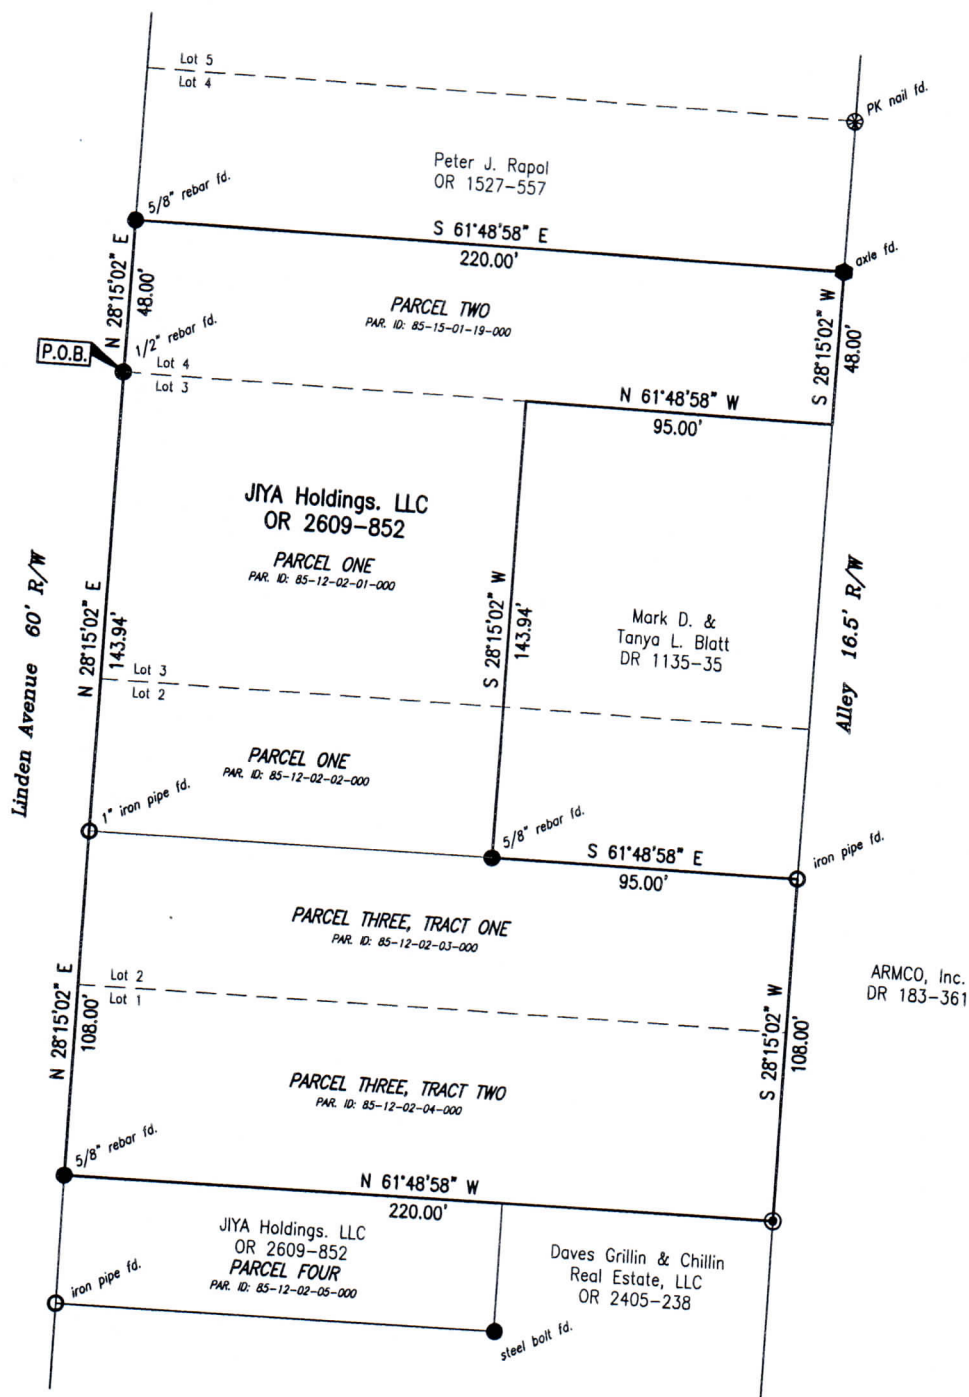 Lot 5
Lot 4
PK nail fd.
Peter J. Rapol
OR 1527-557
5/8" rebar fd.
S 61°48'58" E
220.00'
axle fd.
N 28°15'02" E
48.00'
PARCEL TWO
PAR. ID: 85-15-01-19-000
S 28°15'02" W
48.00'
1/2" rebar fd.
P.O.B.
Lot 4
Lot 3
N 61°48'58" W
95.00'
JIYA Holdings. LLC
OR 2609-852
PARCEL ONE
PAR. ID: 85-12-02-01-000
Linden Avenue 60' R/W
N 28°15'02" E
143.94'
S 28°15'02" W
143.94'
Mark D. &
Tanya L. Blatt
DR 1135-35
Alley 16.5' R/W
Lot 3
Lot 2
PARCEL ONE
PAR. ID: 85-12-02-02-000
1" iron pipe fd.
5/8" rebar fd.
S 61°48'58" E
95.00'
iron pipe fd.
PARCEL THREE, TRACT ONE
PAR. ID: 85-12-02-03-000
Lot 2
Lot 1
ARMCO, Inc.
DR 183-361
N 28°15'02" E
108.00'
S 28°15'02" W
108.00'
PARCEL THREE, TRACT TWO
PAR. ID: 85-12-02-04-000
5/8" rebar fd.
N 61°48'58" W
220.00'
JIYA Holdings. LLC
OR 2609-852
PARCEL FOUR
PAR. ID: 85-12-02-05-000
Daves Grillin & Chillin
Real Estate, LLC
OR 2405-238
iron pipe fd.
steel bolt fd.